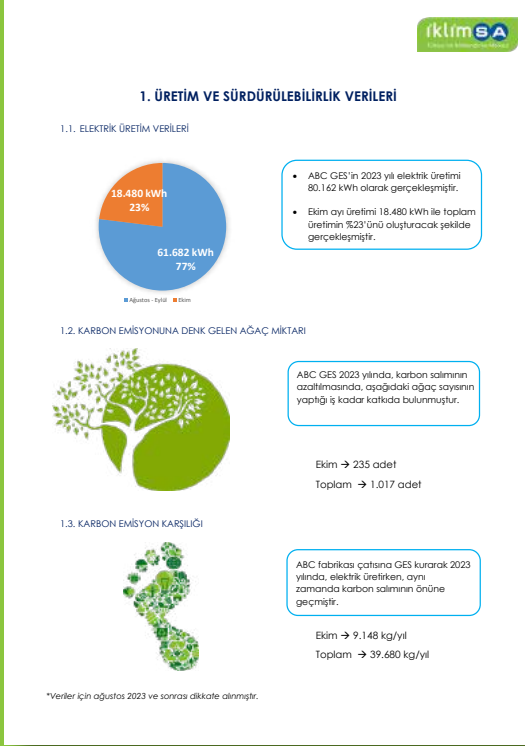 iklimSA
1. ÜRETİM VE SÜRDÜRÜLEBİLİRLİK VERİLERİ
1.1. ELEKTRİK ÜRETİM VERİLERİ
18.480 kWh
23%
61.682 kWh
77%
Ağustos - Eylül Ekim
• ABC GES'in 2023 yılı elektrik üretimi
80.162 kWh olarak gerçekleşmiştir.
• Ekim ayı üretimi 18.480 kWh ile toplam
üretimin %23'ünü oluşturacak şekilde
gerçekleşmiştir.
1.2. KARBON EMİSYONUNA DENK GELEN AĞAÇ MİKTARI
ABC GES 2023 yılında, karbon salımının
azaltılmasında, aşağıdaki ağaç sayısının
yaptığı iş kadar katkıda bulunmuştur.
Ekim → 235 adet
Toplam → 1.017 adet
1.3. KARBON EMİSYON KARŞILIĞI
ABC fabrikası çatısına GES kurarak 2023
yılında, elektrik üretirken, aynı
zamanda karbon salımının önüne
geçmiştir.
Ekim → 9.148 kg/yıl
Toplam → 39.680 kg/yıl
*Veriler için ağustos 2023 ve sonrası dikkate alınmıştır.